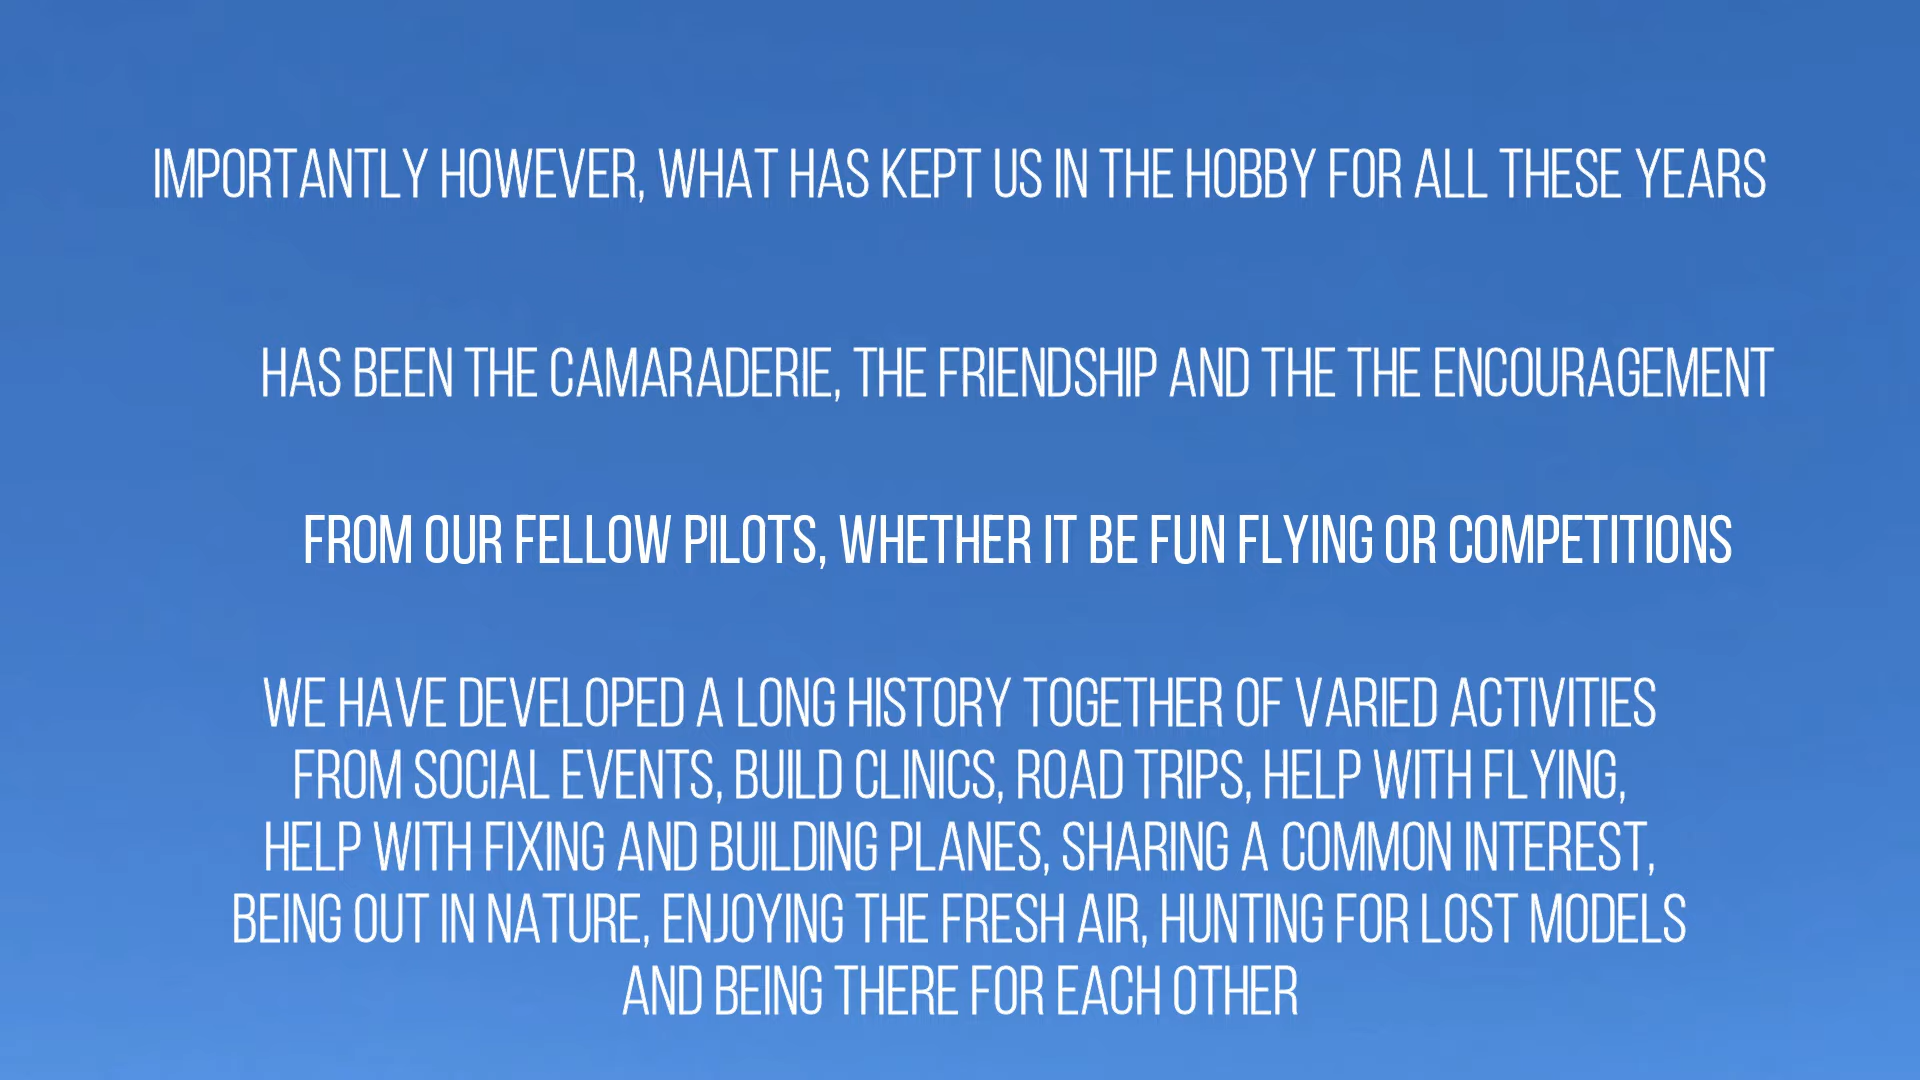 IMPORTANTLY HOWEVER, WHAT HAS KEPT US IN THE HOBBY FOR ALL THESE YEARS
HAS BEEN THE CAMARADERIE, THE FRIENDSHIP AND THE THE ENCOURAGEMENT
FROM OUR FELLOW PILOTS, WHETHER IT BE FUN FLYING OR COMPETITIONS
WE HAVE DEVELOPED A LONG HISTORY TOGETHER OF VARIED ACTIVITIES
FROM SOCIAL EVENTS, BUILD CLINICS, ROAD TRIPS, HELP WITH FLYING,
HELP WITH FIXING AND BUILDING PLANES, SHARING A COMMON INTEREST,
BEING OUT IN NATURE, ENJOYING THE FRESH AIR, HUNTING FOR LOST MODELS
AND BEING THERE FOR EACH OTHER